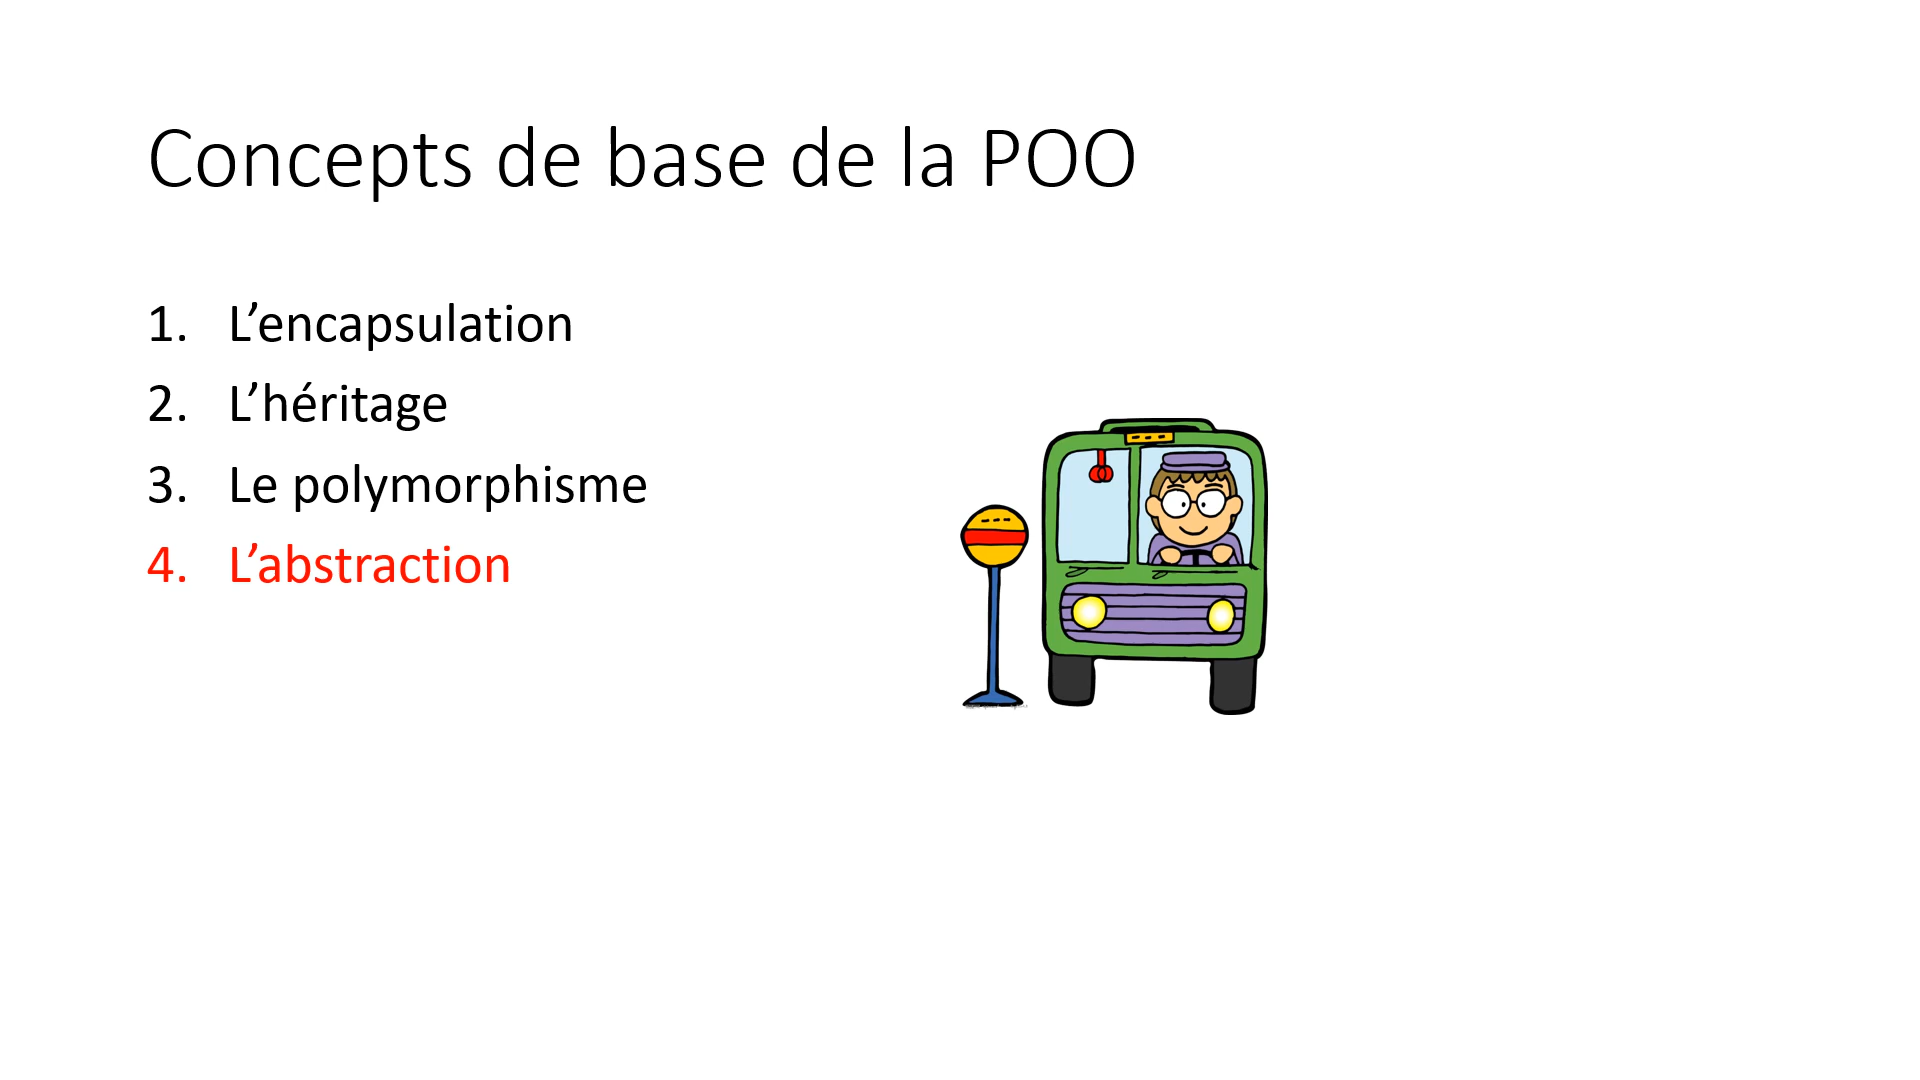 Concepts de base de la POO
1. L’encapsulation
2. L’héritage
3. Le polymorphisme
4. L’abstraction